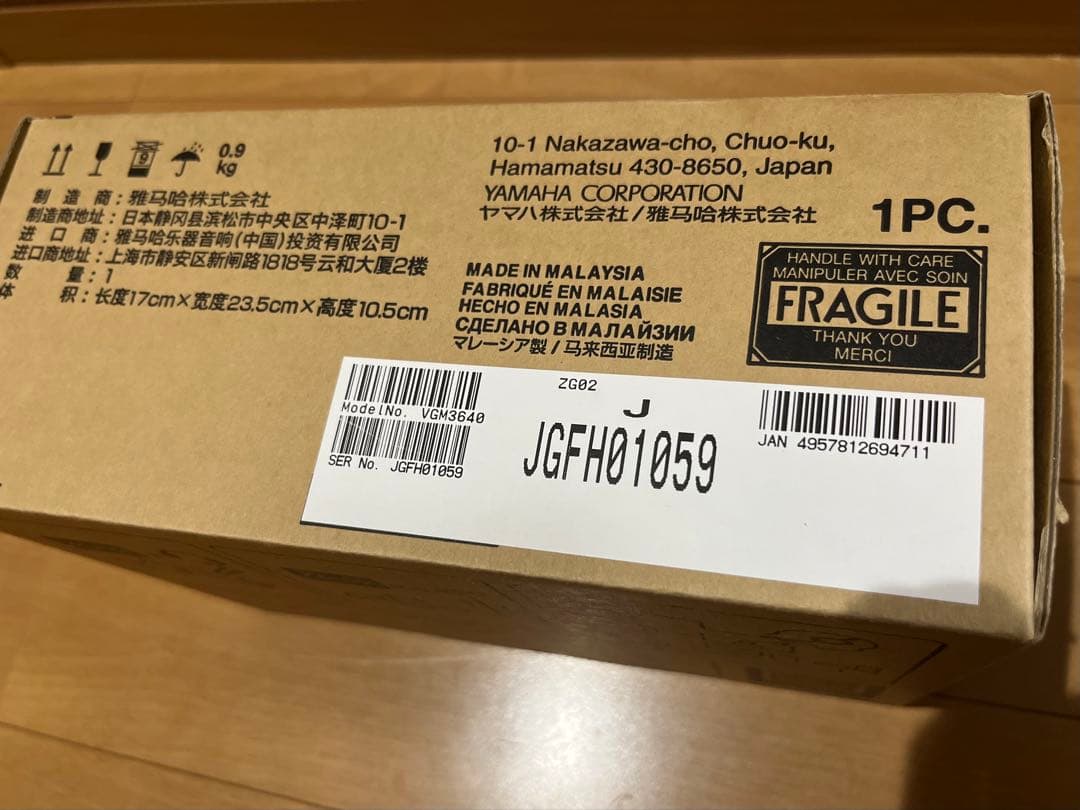 9
0.9
kg
制 造 商：雅马哈株式会社
制造商地址：日本静冈县滨松市中央区中泽町10-1
进 口 商：雅马哈乐器音响(中国)投资有限公司
进口商地址：上海市静安区新闸路1818号云和大厦2楼
数 量：1
体 积：长度17cm×宽度23.5cm×高度10.5cm
10-1 Nakazawa-cho, Chuo-ku,
Hamamatsu 430-8650, Japan
YAMAHA CORPORATION
ヤマハ株式会社/雅马哈株式会社
1PC.
MADE IN MALAYSIA
FABRIQUÉ EN MALAISIE
HECHO EN MALASIA
СДЕЛАНО В МАЛАЙЗИИ
マレーシア製/马来西亚制造
HANDLE WITH CARE
MANIPULER AVEC SOIN
FRAGILE
THANK YOU
MERCI
ZG02
ModelNo. VGM3640
SER No. JGFH01059
J
JGFH01059
JAN 4957812694711